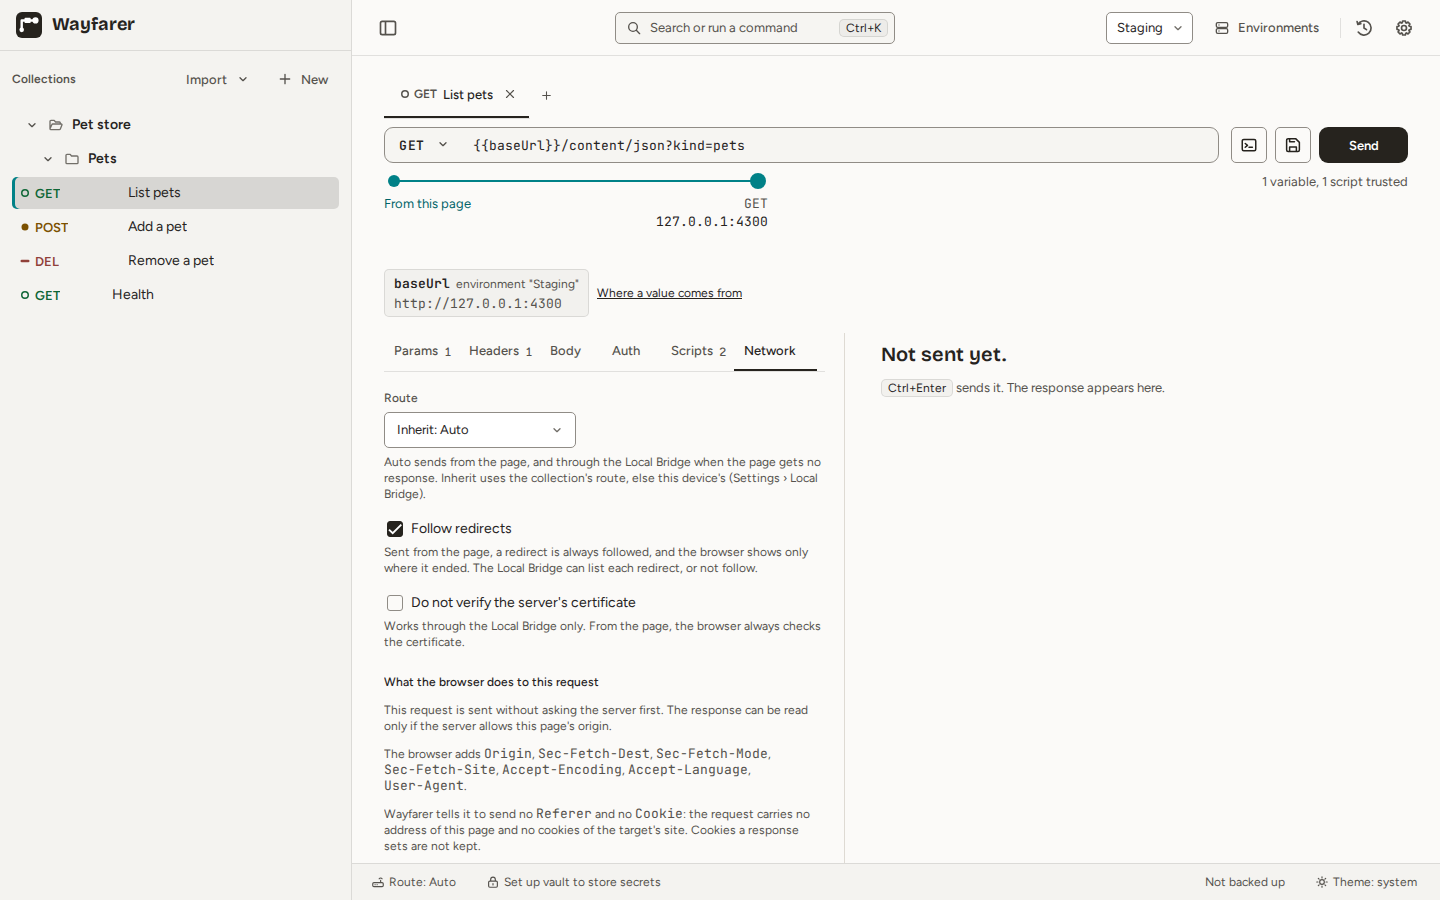 Wayfarer
Search or run a command
Ctrl+K
Staging
Environments
Collections
Import
New
Pet store
Pets
GET List pets
POST Add a pet
DEL Remove a pet
GET Health
GET List pets
GET
{{baseUrl}}/content/json?kind=pets
Send
From this page
GET
127.0.0.1:4300
1 variable, 1 script trusted
baseUrl environment "Staging"
http://127.0.0.1:4300
Where a value comes from
Params 1 Headers 1 Body Auth Scripts 2 Network
Route
Inherit: Auto
Auto sends from the page, and through the Local Bridge when the page gets no
response. Inherit uses the collection's route, else this device's (Settings › Local
Bridge).
Follow redirects
Sent from the page, a redirect is always followed, and the browser shows only
where it ended. The Local Bridge can list each redirect, or not follow.
Do not verify the server's certificate
Works through the Local Bridge only. From the page, the browser always checks
the certificate.
What the browser does to this request
This request is sent without asking the server first. The response can be read
only if the server allows this page's origin.
The browser adds Origin, Sec-Fetch-Dest, Sec-Fetch-Mode,
Sec-Fetch-Site, Accept-Encoding, Accept-Language,
User-Agent.
Wayfarer tells it to send no Referer and no Cookie: the request carries no
address of this page and no cookies of the target's site. Cookies a response
sets are not kept.
Not sent yet.
Ctrl+Enter sends it. The response appears here.
Route: Auto
Set up vault to store secrets
Not backed up
Theme: system